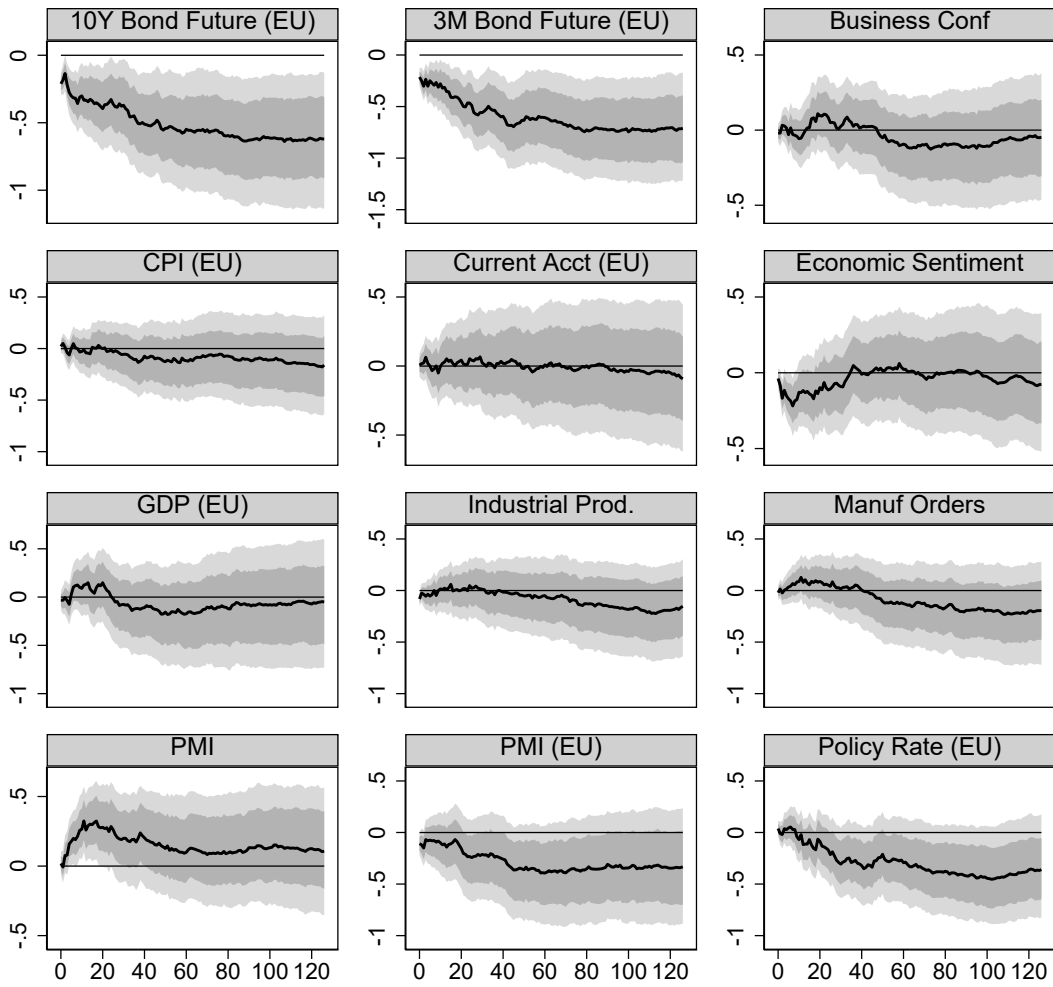 10Y Bond Future (EU)
3M Bond Future (EU)
Business Conf
0
-.5
-1
0
-.5
-1
-1.5
.5
0
-.5
CPI (EU)
Current Acct (EU)
Economic Sentiment
.5
0
-.5
-1
.5
0
-.5
.5
0
-.5
GDP (EU)
Industrial Prod.
Manuf Orders
.5
0
-.5
-1
.5
0
-.5
-1
.5
0
-.5
-1
PMI
PMI (EU)
Policy Rate (EU)
.5
0
-.5
.5
0
-.5
-1
.5
0
-.5
-1
0 20 40 60 80 100 120
0 20 40 60 80 100 120
0 20 40 60 80 100 120